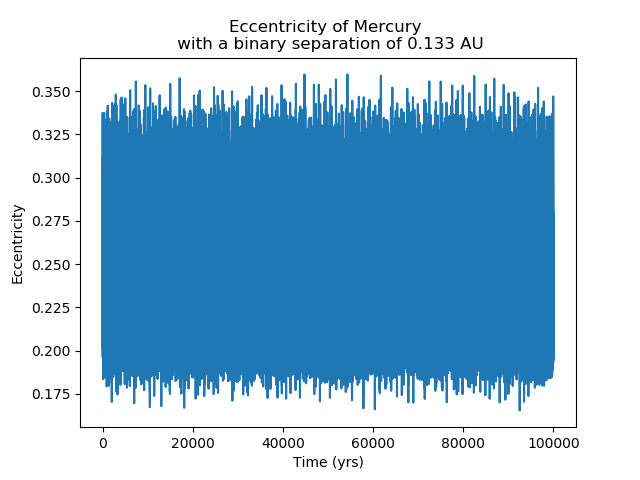 Eccentricity of Mercury
with a binary separation of 0.133 AU
Eccentricity
0.350
0.325
0.300
0.275
0.250
0.225
0.200
0.175
0 20000 40000 60000 80000 100000
Time (yrs)